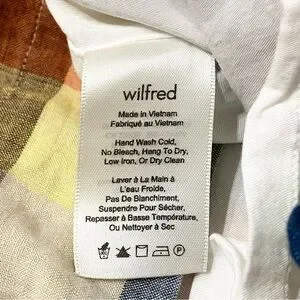 wilfred
Made in Vietnam
Fabriqué au Vietnam
Hand Wash Cold,
No Bleach, Hang To Dry,
Low Iron, Or Dry Clean
Laver à La Main à
L'eau Froide,
Pas De Blanchiment,
Suspendre Pour Sécher,
Repasser à Basse Température,
Ou Nettoyer à Sec
P